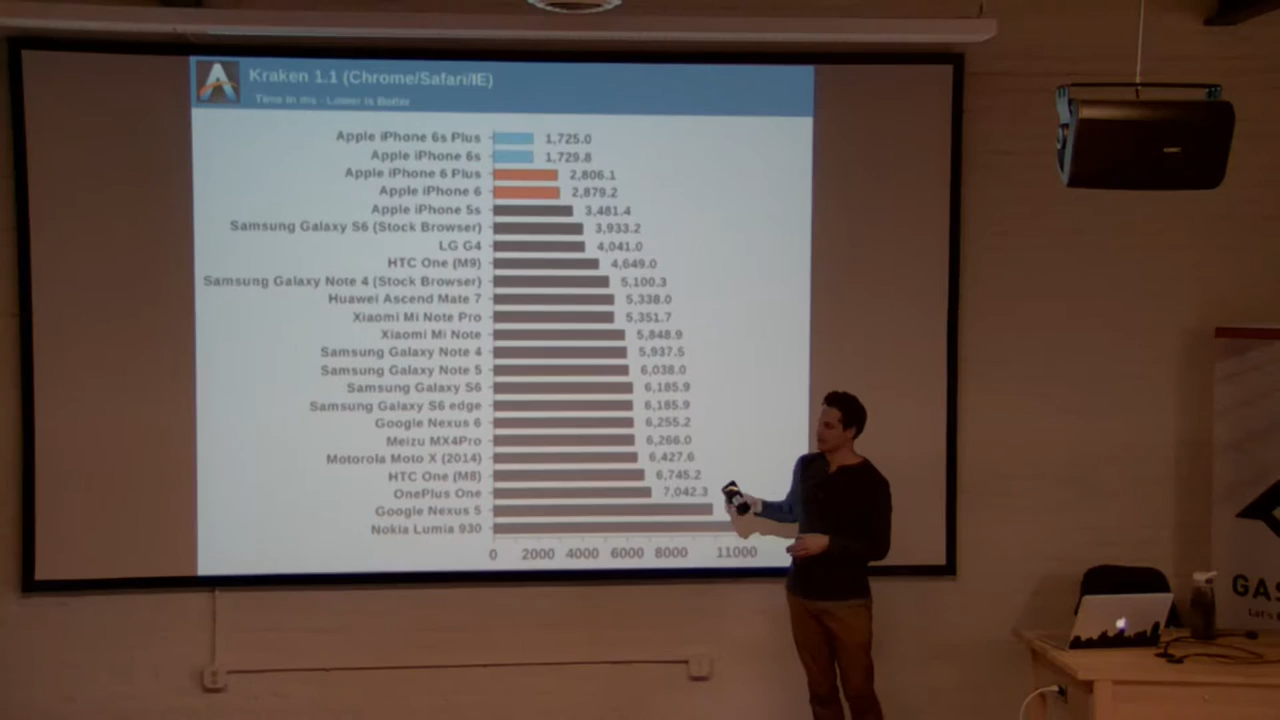 Kraken 1.1 (Chrome/Safari/IE)
Time in ms - Lower is Better
Apple iPhone 6s Plus 1,725.0
Apple iPhone 6s 1,729.8
Apple iPhone 6 Plus 2,806.1
Apple iPhone 6 2,879.2
Apple iPhone 5s 3,481.4
Samsung Galaxy S6 (Stock Browser) 3,933.2
LG G4 4,041.0
HTC One (M9) 4,649.0
Samsung Galaxy Note 4 (Stock Browser) 5,100.3
Huawei Ascend Mate 7 5,338.0
Xiaomi Mi Note Pro 5,351.7
Xiaomi Mi Note 5,848.9
Samsung Galaxy Note 4 5,937.5
Samsung Galaxy Note 5 6,038.0
Samsung Galaxy S6 6,185.9
Samsung Galaxy S6 edge 6,185.9
Google Nexus 6 6,255.2
Meizu MX4Pro 6,266.0
Motorola Moto X (2014) 6,427.6
HTC One (M8) 6,745.2
OnePlus One 7,042.3
Google Nexus 5
Nokia Lumia 930
0 2000 4000 6000 8000 11000
GAS
Let's